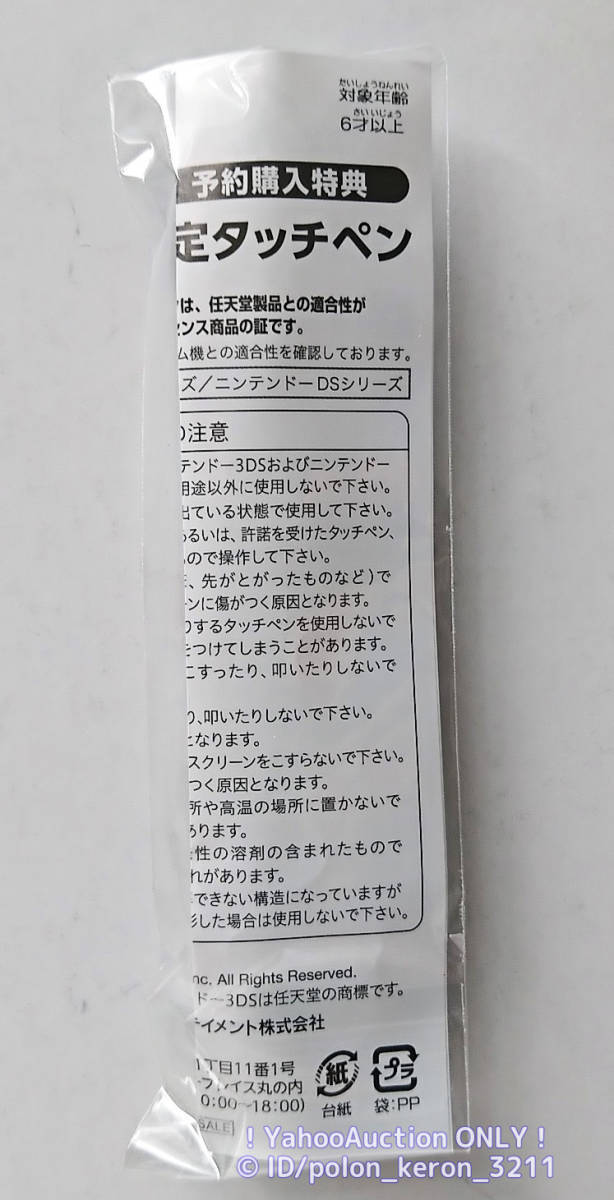 たいしょうねんれい
対象年齢
さいいじょう
6才以上
予約購入特典
定タッチペン
は、任天堂製品との適合性が
センス商品の証です。
ム機との適合性を確認しております。
ズ/ニンテンドーDSシリーズ
の注意
テンドー3DSおよびニンテンドー
用途以外に使用しないで下さい。
出ている状態で使用して下さい。
あるいは、許諾を受けたタッチペン、
ので操作して下さい。
、先がとがったものなど)で
ーンに傷がつく原因となります。
りするタッチペンを使用しないで
をつけてしまうことがあります。
こすったり、叩いたりしないで
り、叩いたりしないで下さい。
になります。
スクリーンをこすらないで下さい。
つく原因となります。
所や高温の場所に置かないで
あります。
性の溶剤の含まれたもので
れがあります。
できない構造になっていますが
形した場合は使用しないで下さい。
nc. All Rights Reserved.
ドー3DSは任天堂の商標です。
テイメント株式会社
1丁目11番1号
プレイス丸の内
0:00~18:00)
SALE
紙
台紙
プラ
袋:PP
! YahooAuction ONLY !
© ID/polon_keron_3211